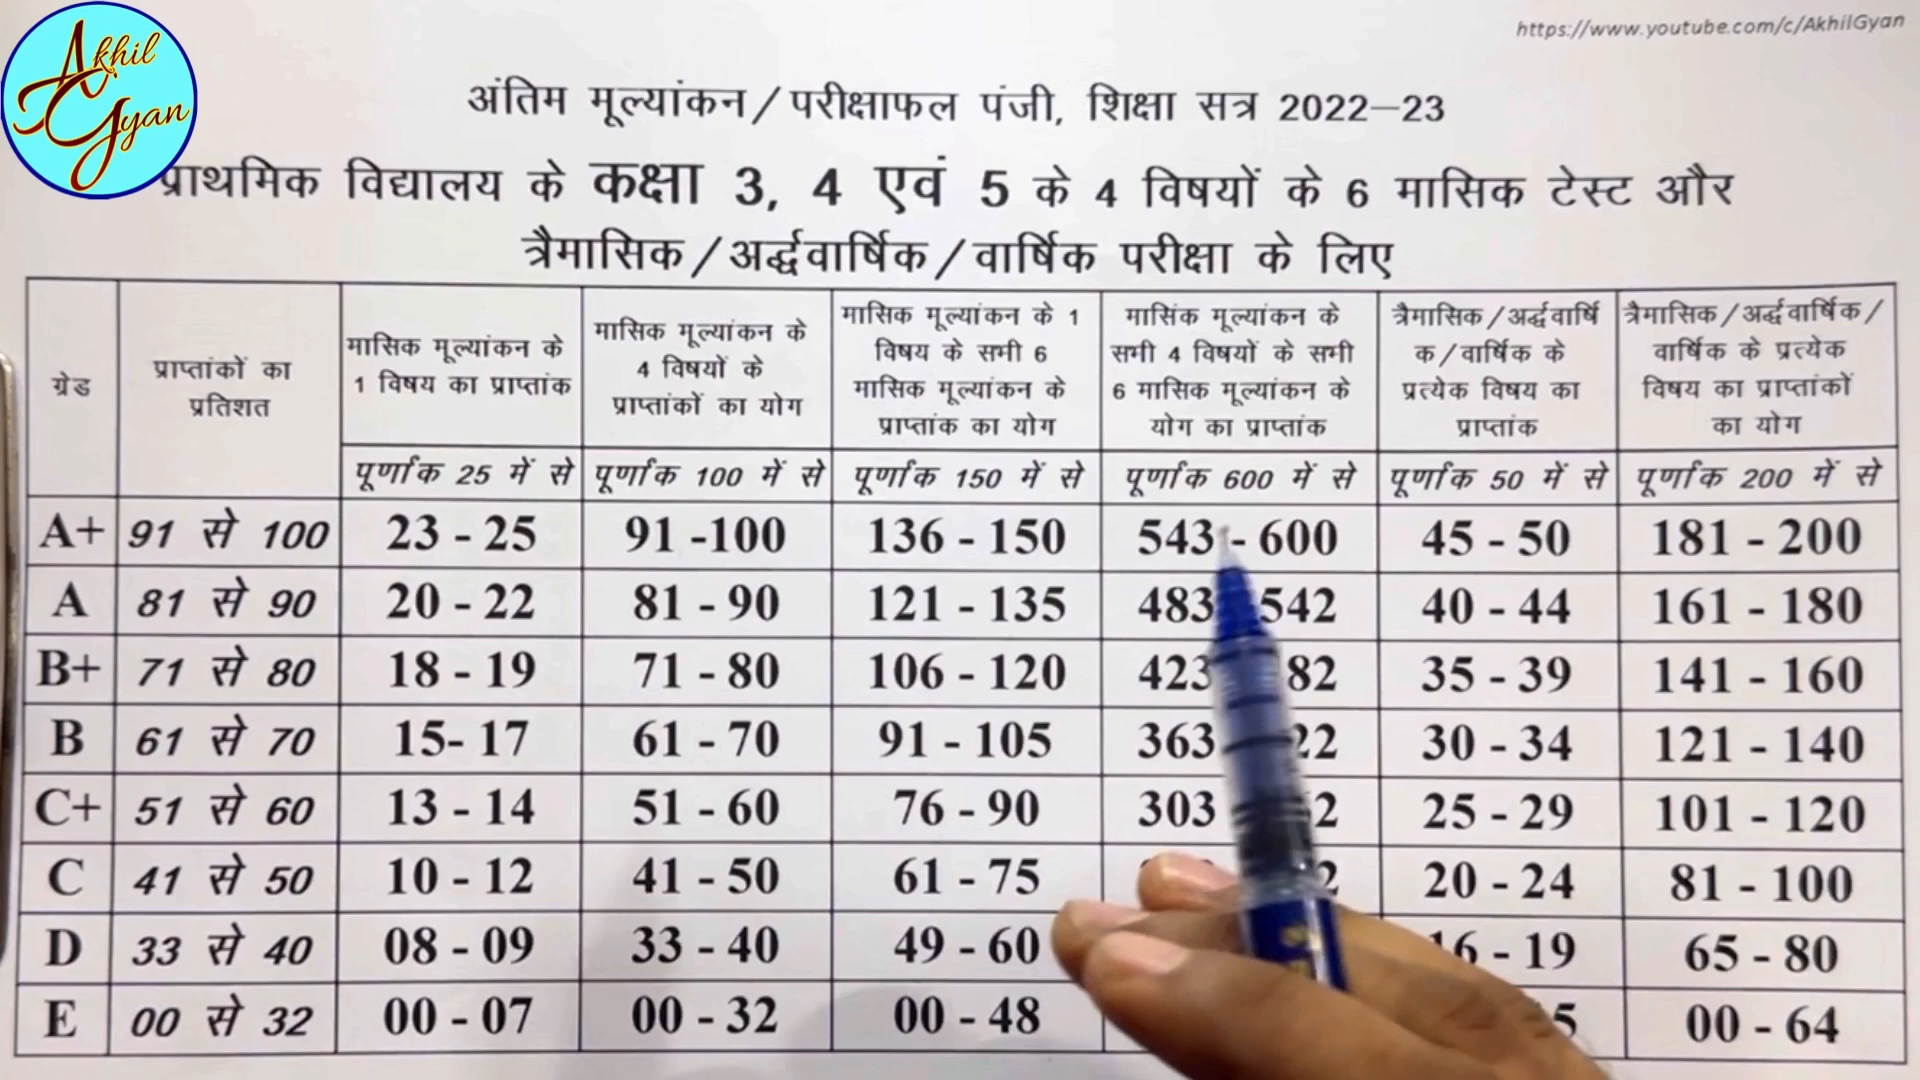 Akhil
Gyan
https://www.youtube.com/c/AkhilGyan
अंतिम मूल्यांकन/परीक्षाफल पंजी, शिक्षा सत्र 2022–23
प्राथमिक विद्यालय के कक्षा 3, 4 एवं 5 के 4 विषयों के 6 मासिक टेस्ट और
त्रैमासिक/अर्द्धवार्षिक/वार्षिक परीक्षा के लिए
ग्रेड
प्राप्तांकों का
प्रतिशत
मासिक मूल्यांकन के
1 विषय का प्राप्तांक
मासिक मूल्यांकन के
4 विषयों के
प्राप्तांकों का योग
मासिक मूल्यांकन के 1
विषय के सभी 6
मासिक मूल्यांकन के
प्राप्तांक का योग
मासिंक मूल्यांकन के
सभी 4 विषयों के सभी
6 मासिक मूल्यांकन के
योग का प्राप्तांक
त्रैमासिक/अर्द्धवार्षि
क/वार्षिक के
प्रत्येक विषय का
प्राप्तांक
त्रैमासिक/अर्द्धवार्षिक/
वार्षिक के प्रत्येक
विषय का प्राप्तांकों
का योग
पूर्णांक 25 में से पूर्णांक 100 में से पूर्णांक 150 में से पूर्णांक 600 में से पूर्णांक 50 में से पूर्णांक 200 में से
A+ 91 से 100 23 - 25 91 -100 136 - 150 543 - 600 45 - 50 181 - 200
A 81 से 90 20 - 22 81 - 90 121 - 135 483 542 40 - 44 161 - 180
B+ 71 से 80 18 - 19 71 - 80 106 - 120 423 82 35 - 39 141 - 160
B 61 से 70 15- 17 61 - 70 91 - 105 363 22 30 - 34 121 - 140
C+ 51 से 60 13 - 14 51 - 60 76 - 90 303 2 25 - 29 101 - 120
C 41 से 50 10 - 12 41 - 50 61 - 75 2 20 - 24 81 - 100
D 33 से 40 08 - 09 33 - 40 49 - 60 16 - 19 65 - 80
E 00 से 32 00 - 07 00 - 32 00 - 48 5 00 - 64